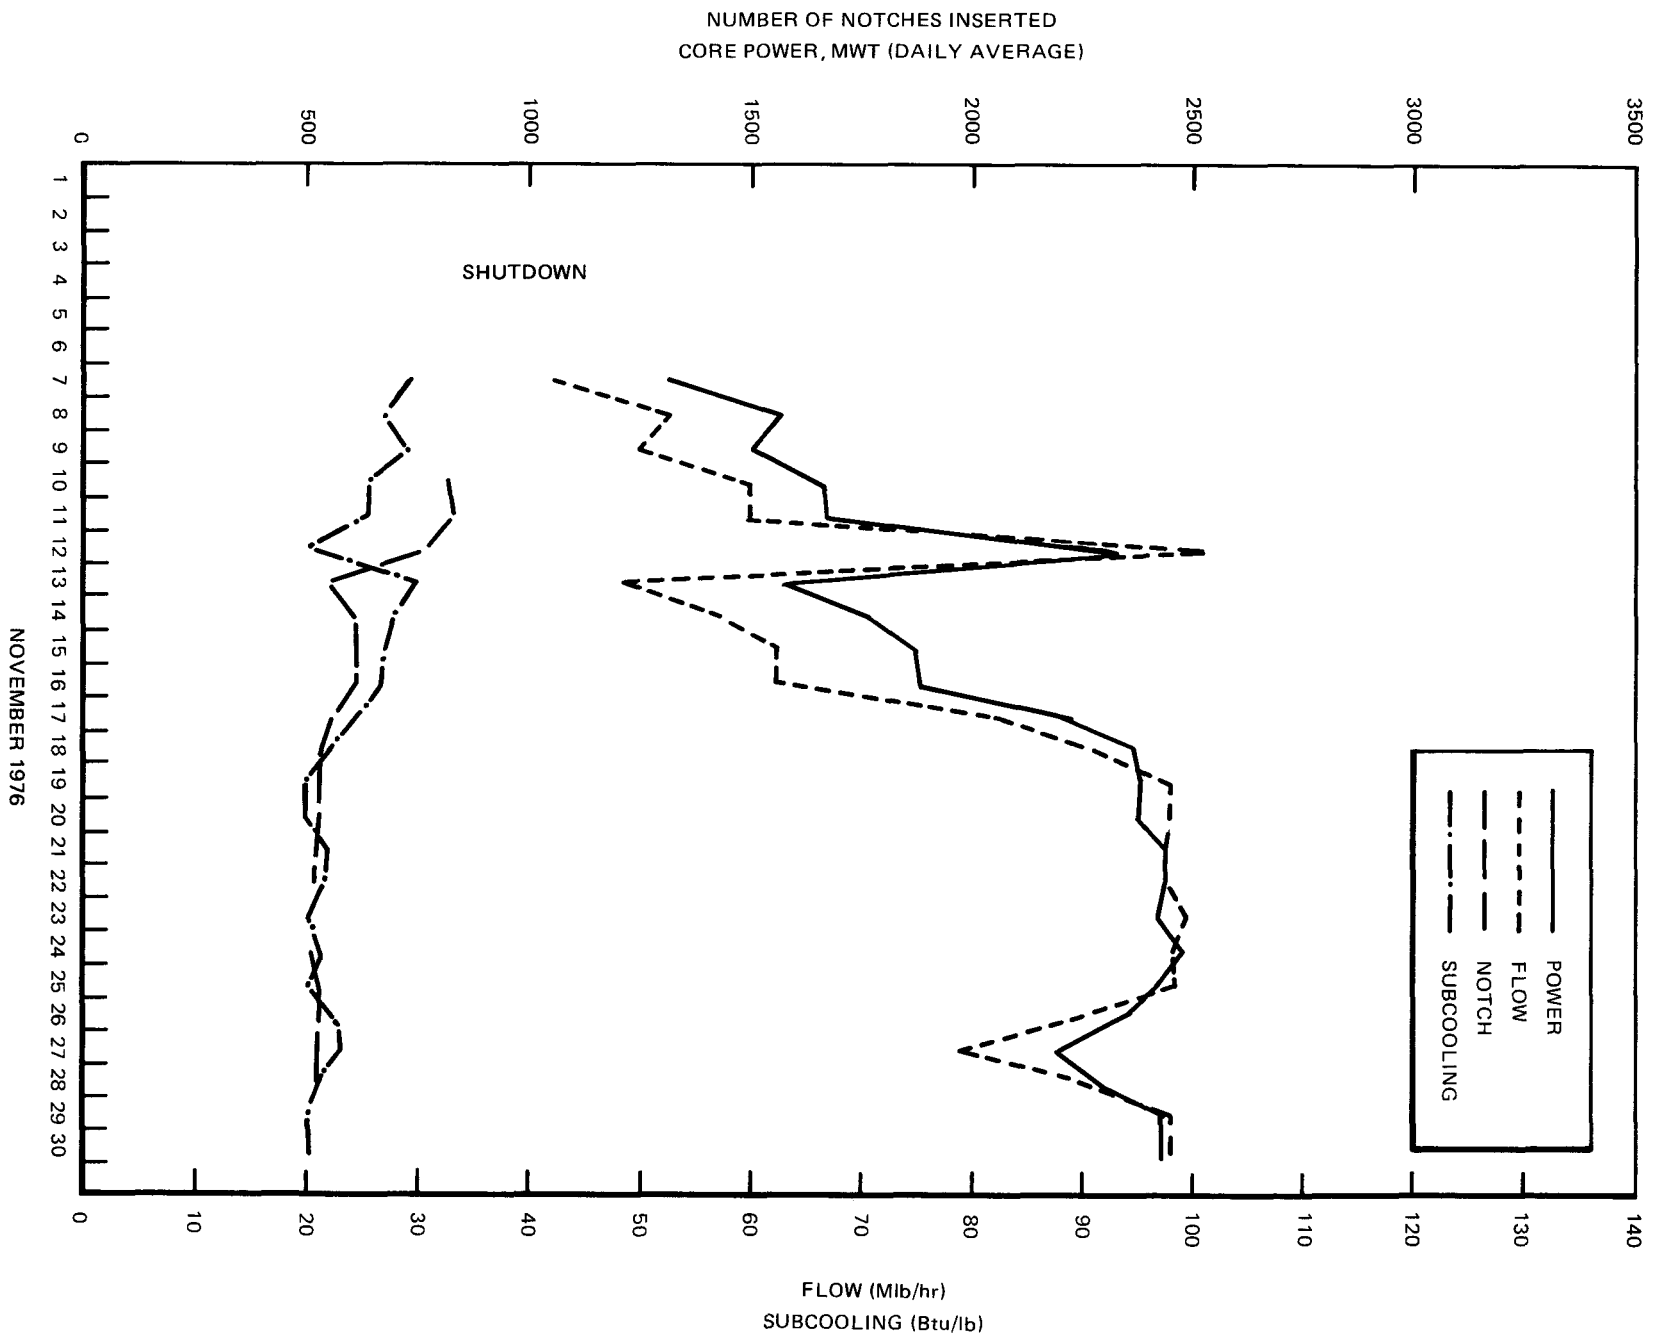 NUMBER OF NOTCHES INSERTED
CORE POWER, MWT (DAILY AVERAGE)
0 500 1000 1500 2000 2500 3000 3500
1
2
3
4
5
6
7
8
9
10
11
12
13
14
15
16
17
18
19
20
21
22
23
24
25
26
27
28
29
30
NOVEMBER 1976
SHUTDOWN
POWER
FLOW
NOTCH
SUBCOOLING
0 10 20 30 40 50 60 70 80 90 100 110 120 130 140
FLOW (Mlb/hr)
SUBCOOLING (Btu/lb)